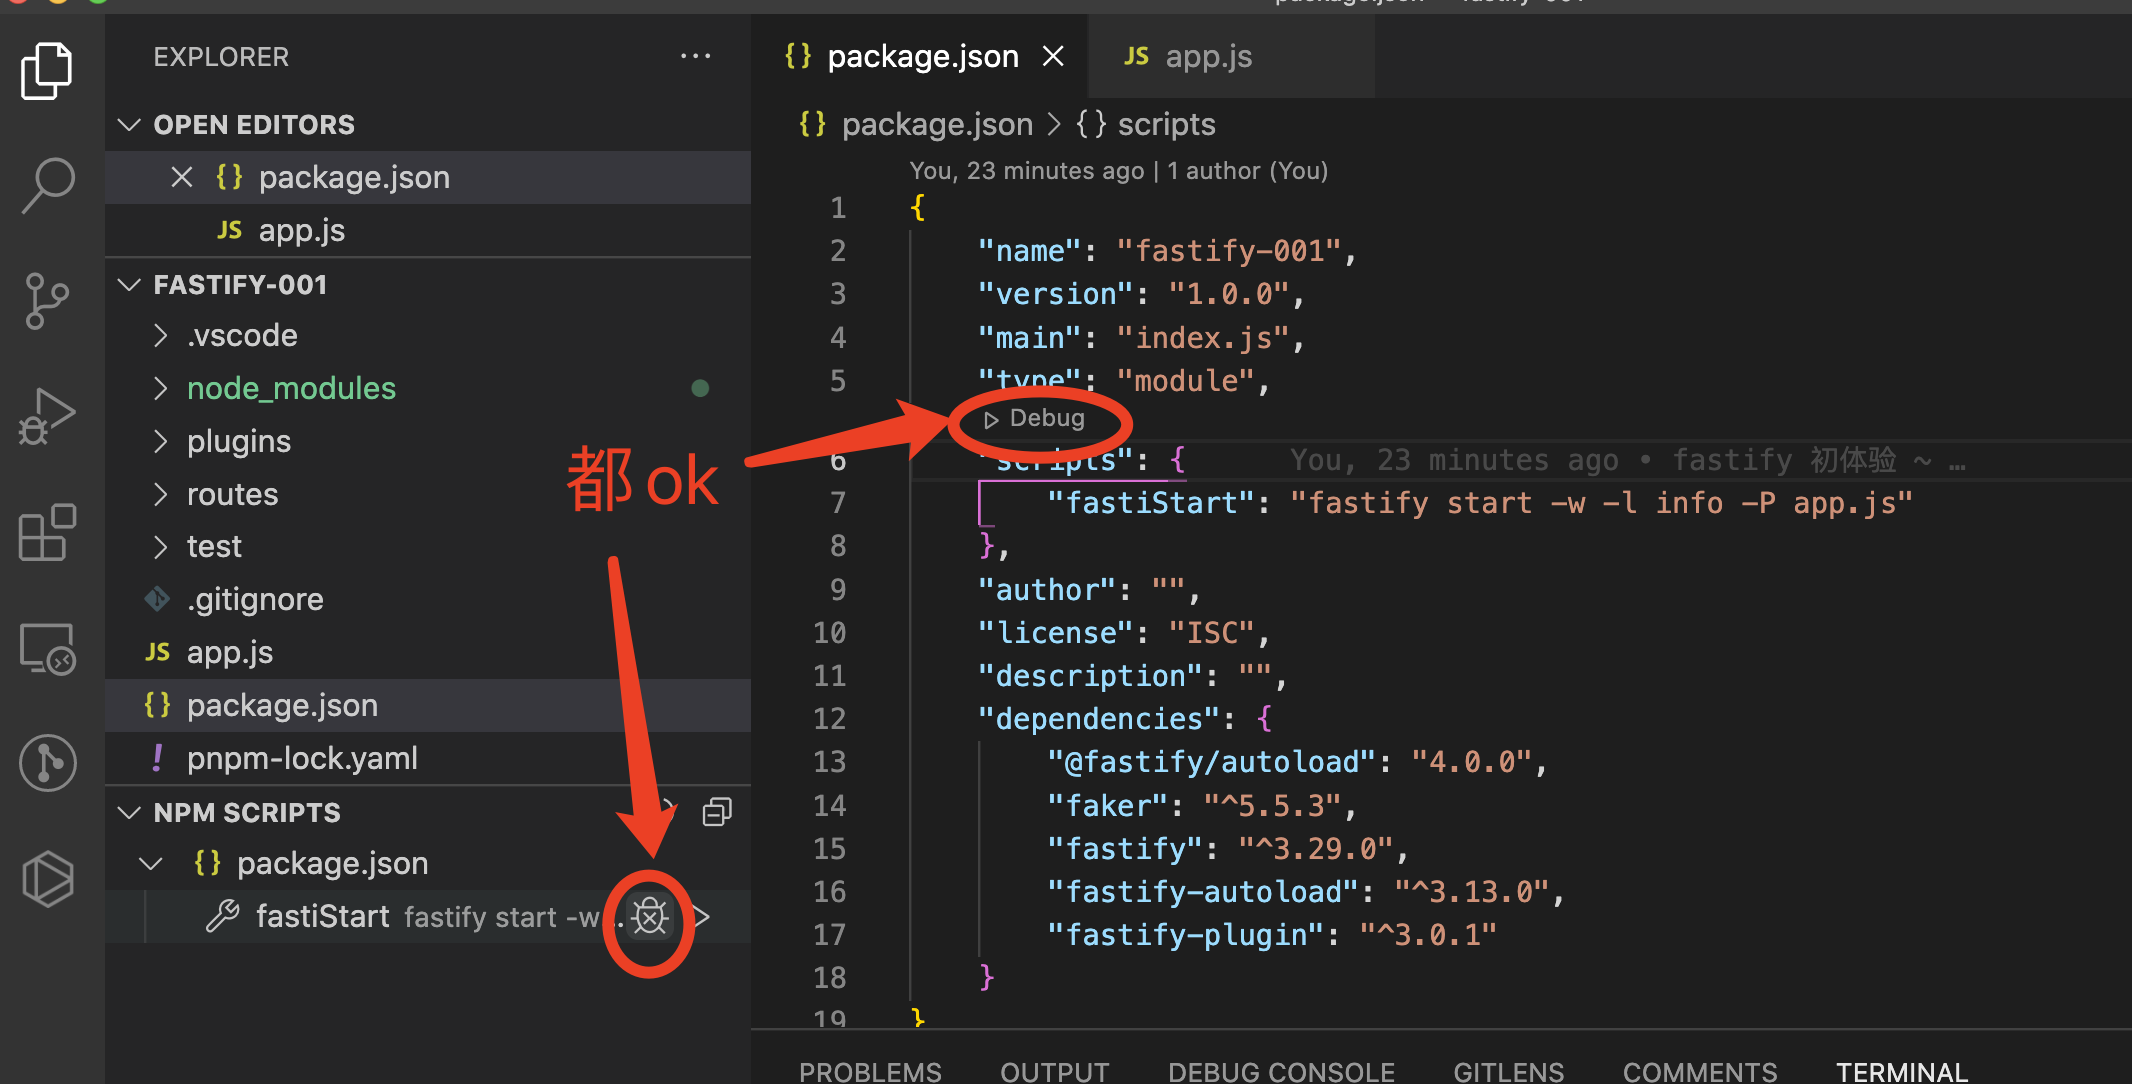 EXPLORER
OPEN EDITORS
package.json
JS app.js
FASTIFY-001
.vscode
node_modules
plugins
routes
test
.gitignore
JS app.js
{} package.json
! pnpm-lock.yaml
NPM SCRIPTS
{} package.json
fastiStart fastify start -w...
都ok
{} package.json
JS app.js
{} package.json > {} scripts
You, 23 minutes ago | 1 author (You)
1 {
2 "name": "fastify-001",
3 "version": "1.0.0",
4 "main": "index.js",
5 "type": "module",
Debug
6 "scripts": { You, 23 minutes ago • fastify 初体验 ~ …
7 "fastiStart": "fastify start -w -l info -P app.js"
8 },
9 "author": "",
10 "license": "ISC",
11 "description": "",
12 "dependencies": {
13 "@fastify/autoload": "4.0.0",
14 "faker": "^5.5.3",
15 "fastify": "^3.29.0",
16 "fastify-autoload": "^3.13.0",
17 "fastify-plugin": "^3.0.1"
18 }
19 }
PROBLEMS OUTPUT DEBUG CONSOLE GITLENS COMMENTS TERMINAL